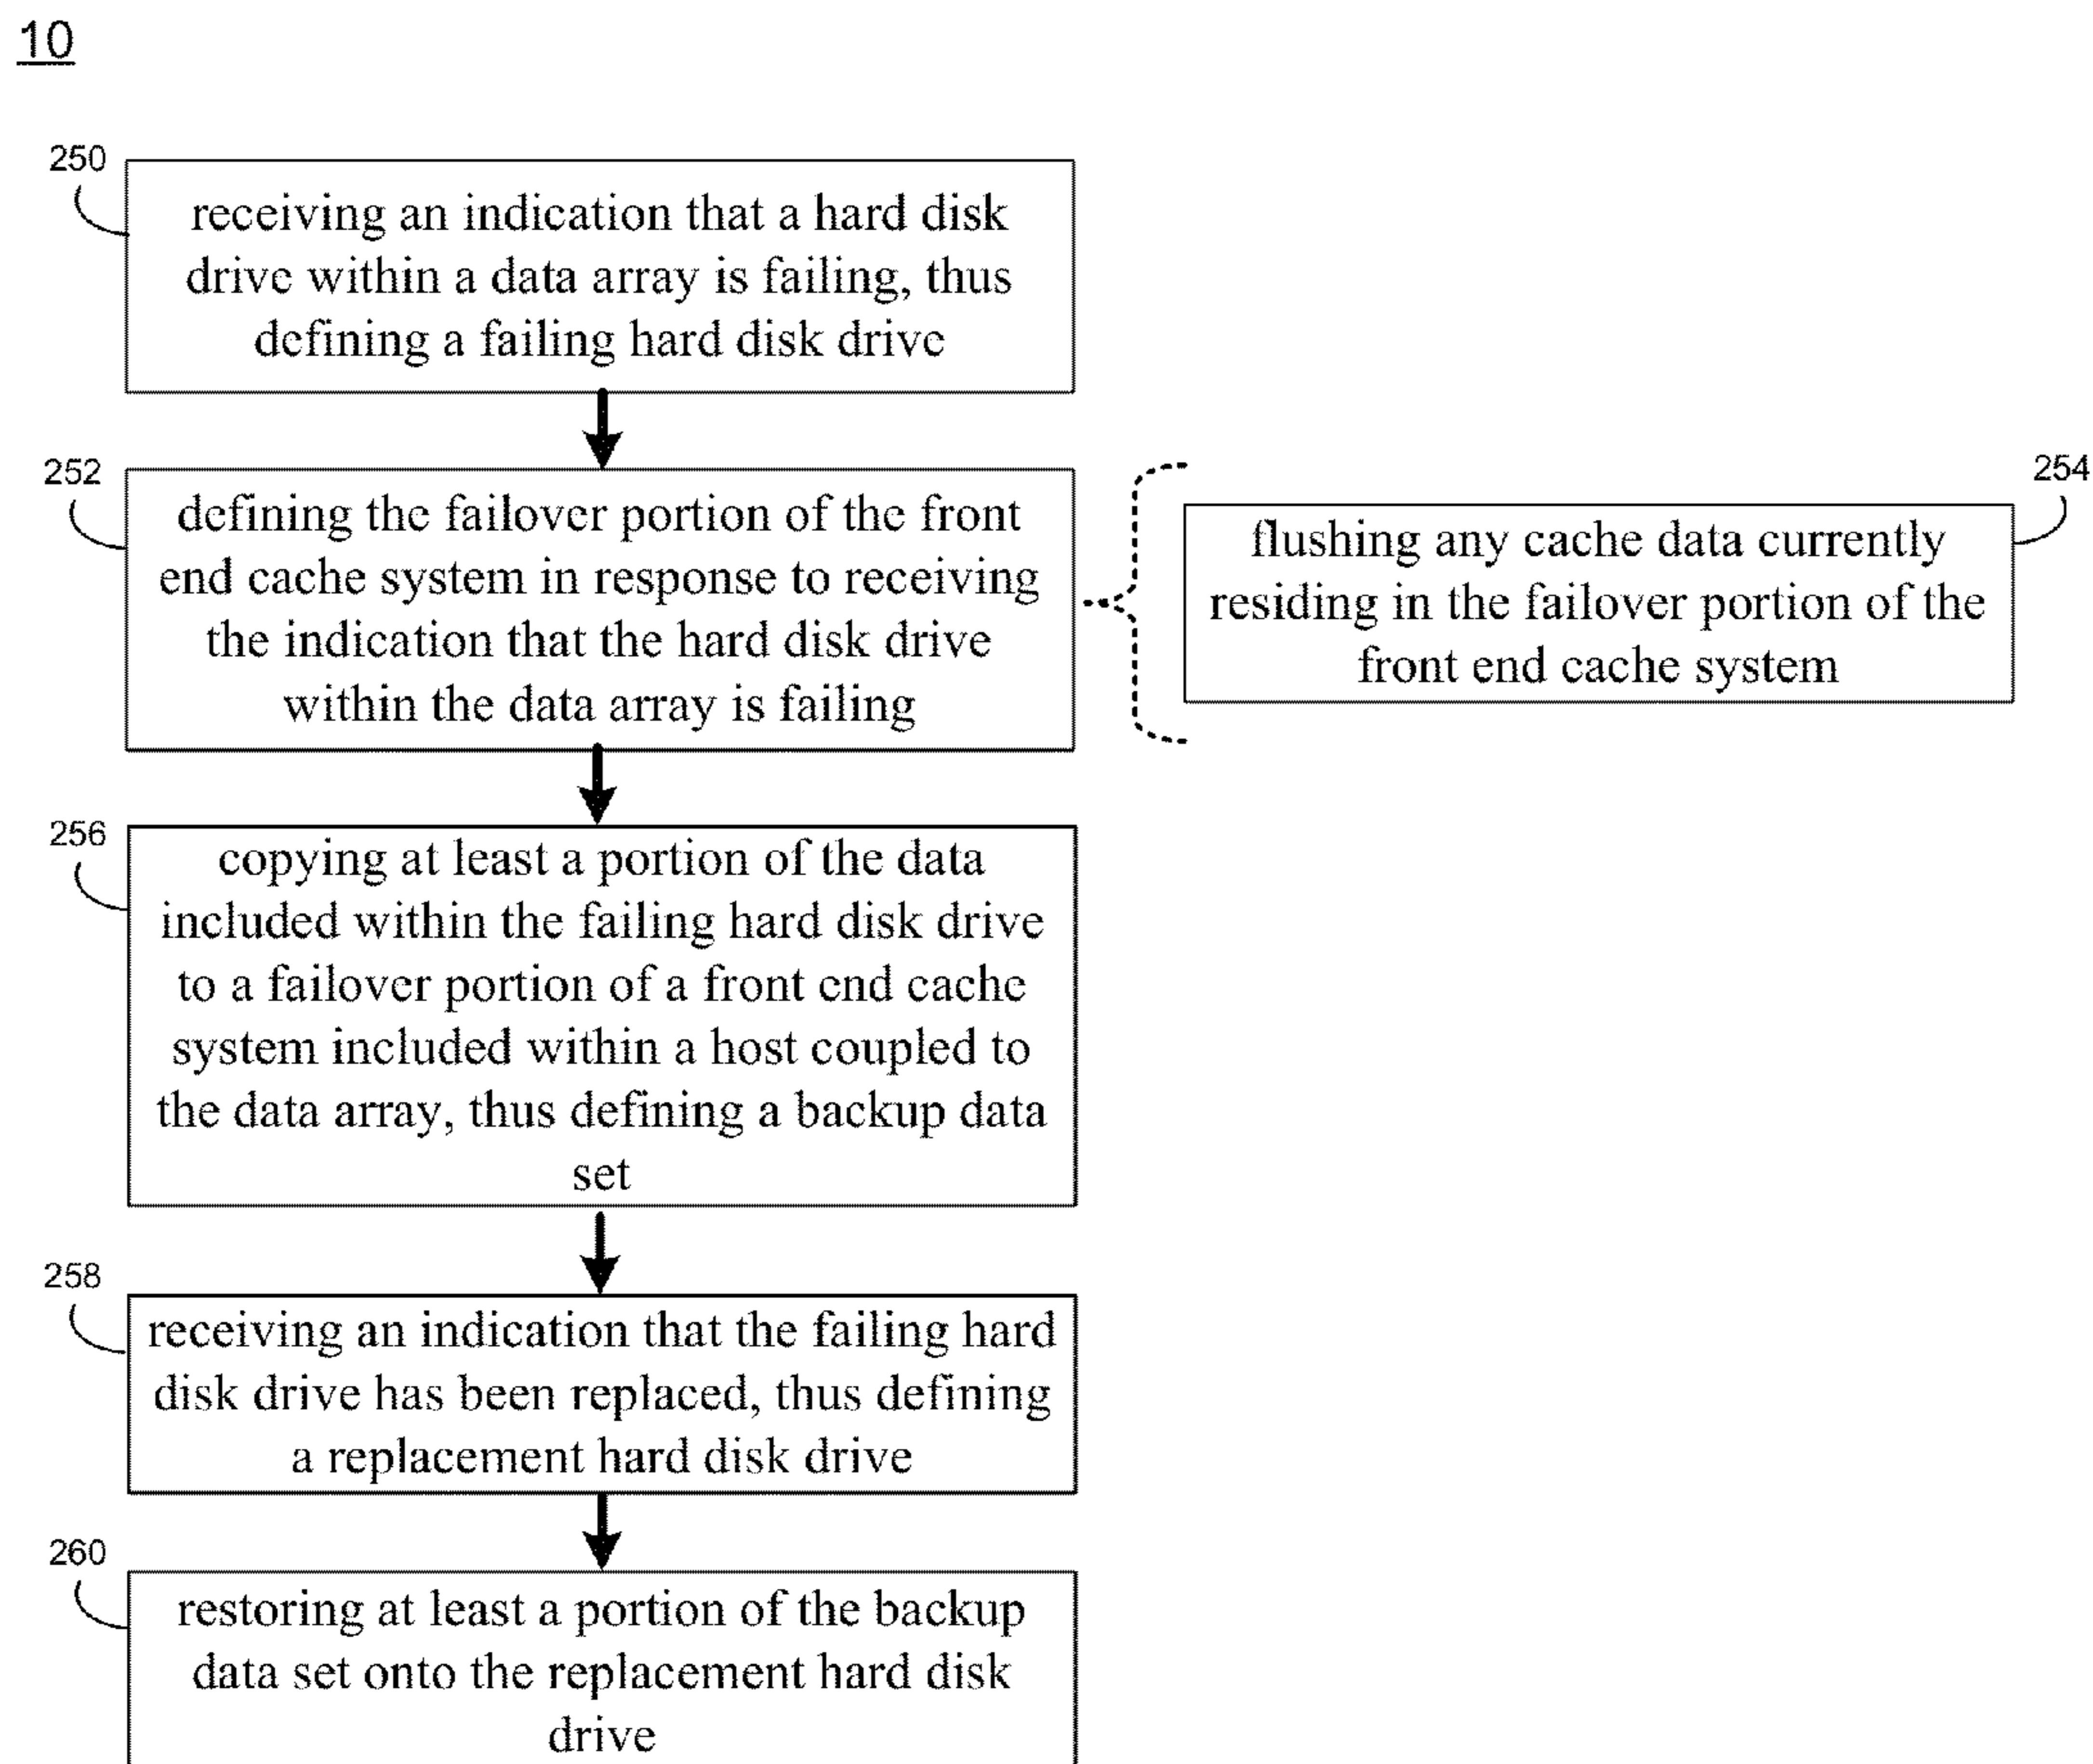 10
250
receiving an indication that a hard disk
drive within a data array is failing, thus
defining a failing hard disk drive
252
defining the failover portion of the front
end cache system in response to receiving
the indication that the hard disk drive
within the data array is failing
254
flushing any cache data currently
residing in the failover portion of the
front end cache system
256
copying at least a portion of the data
included within the failing hard disk drive
to a failover portion of a front end cache
system included within a host coupled to
the data array, thus defining a backup data
set
258
receiving an indication that the failing hard
disk drive has been replaced, thus defining
a replacement hard disk drive
260
restoring at least a portion of the backup
data set onto the replacement hard disk
drive